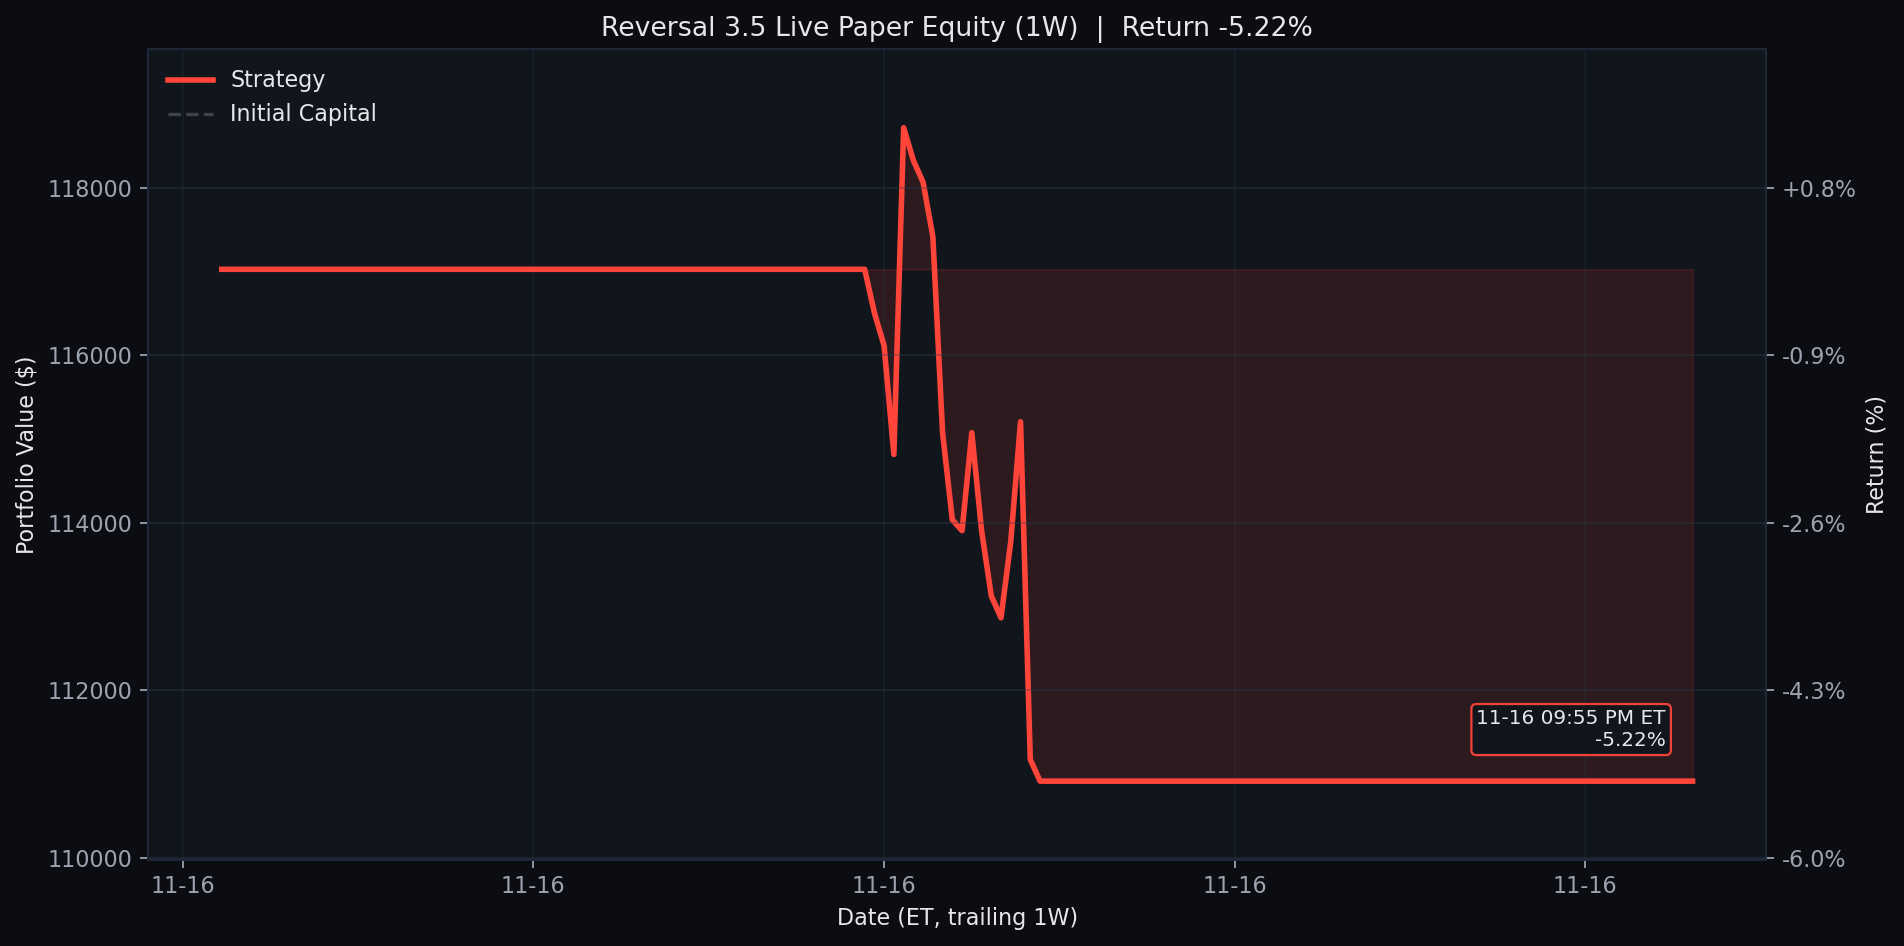 Reversal 3.5 Live Paper Equity (1W) | Return -5.22%
Strategy
Initial Capital
118000
116000
114000
112000
110000
Portfolio Value ($)
+0.8%
-0.9%
-2.6%
-4.3%
-6.0%
Return (%)
11-16 09:55 PM ET
-5.22%
11-16
11-16
11-16
11-16
11-16
Date (ET, trailing 1W)